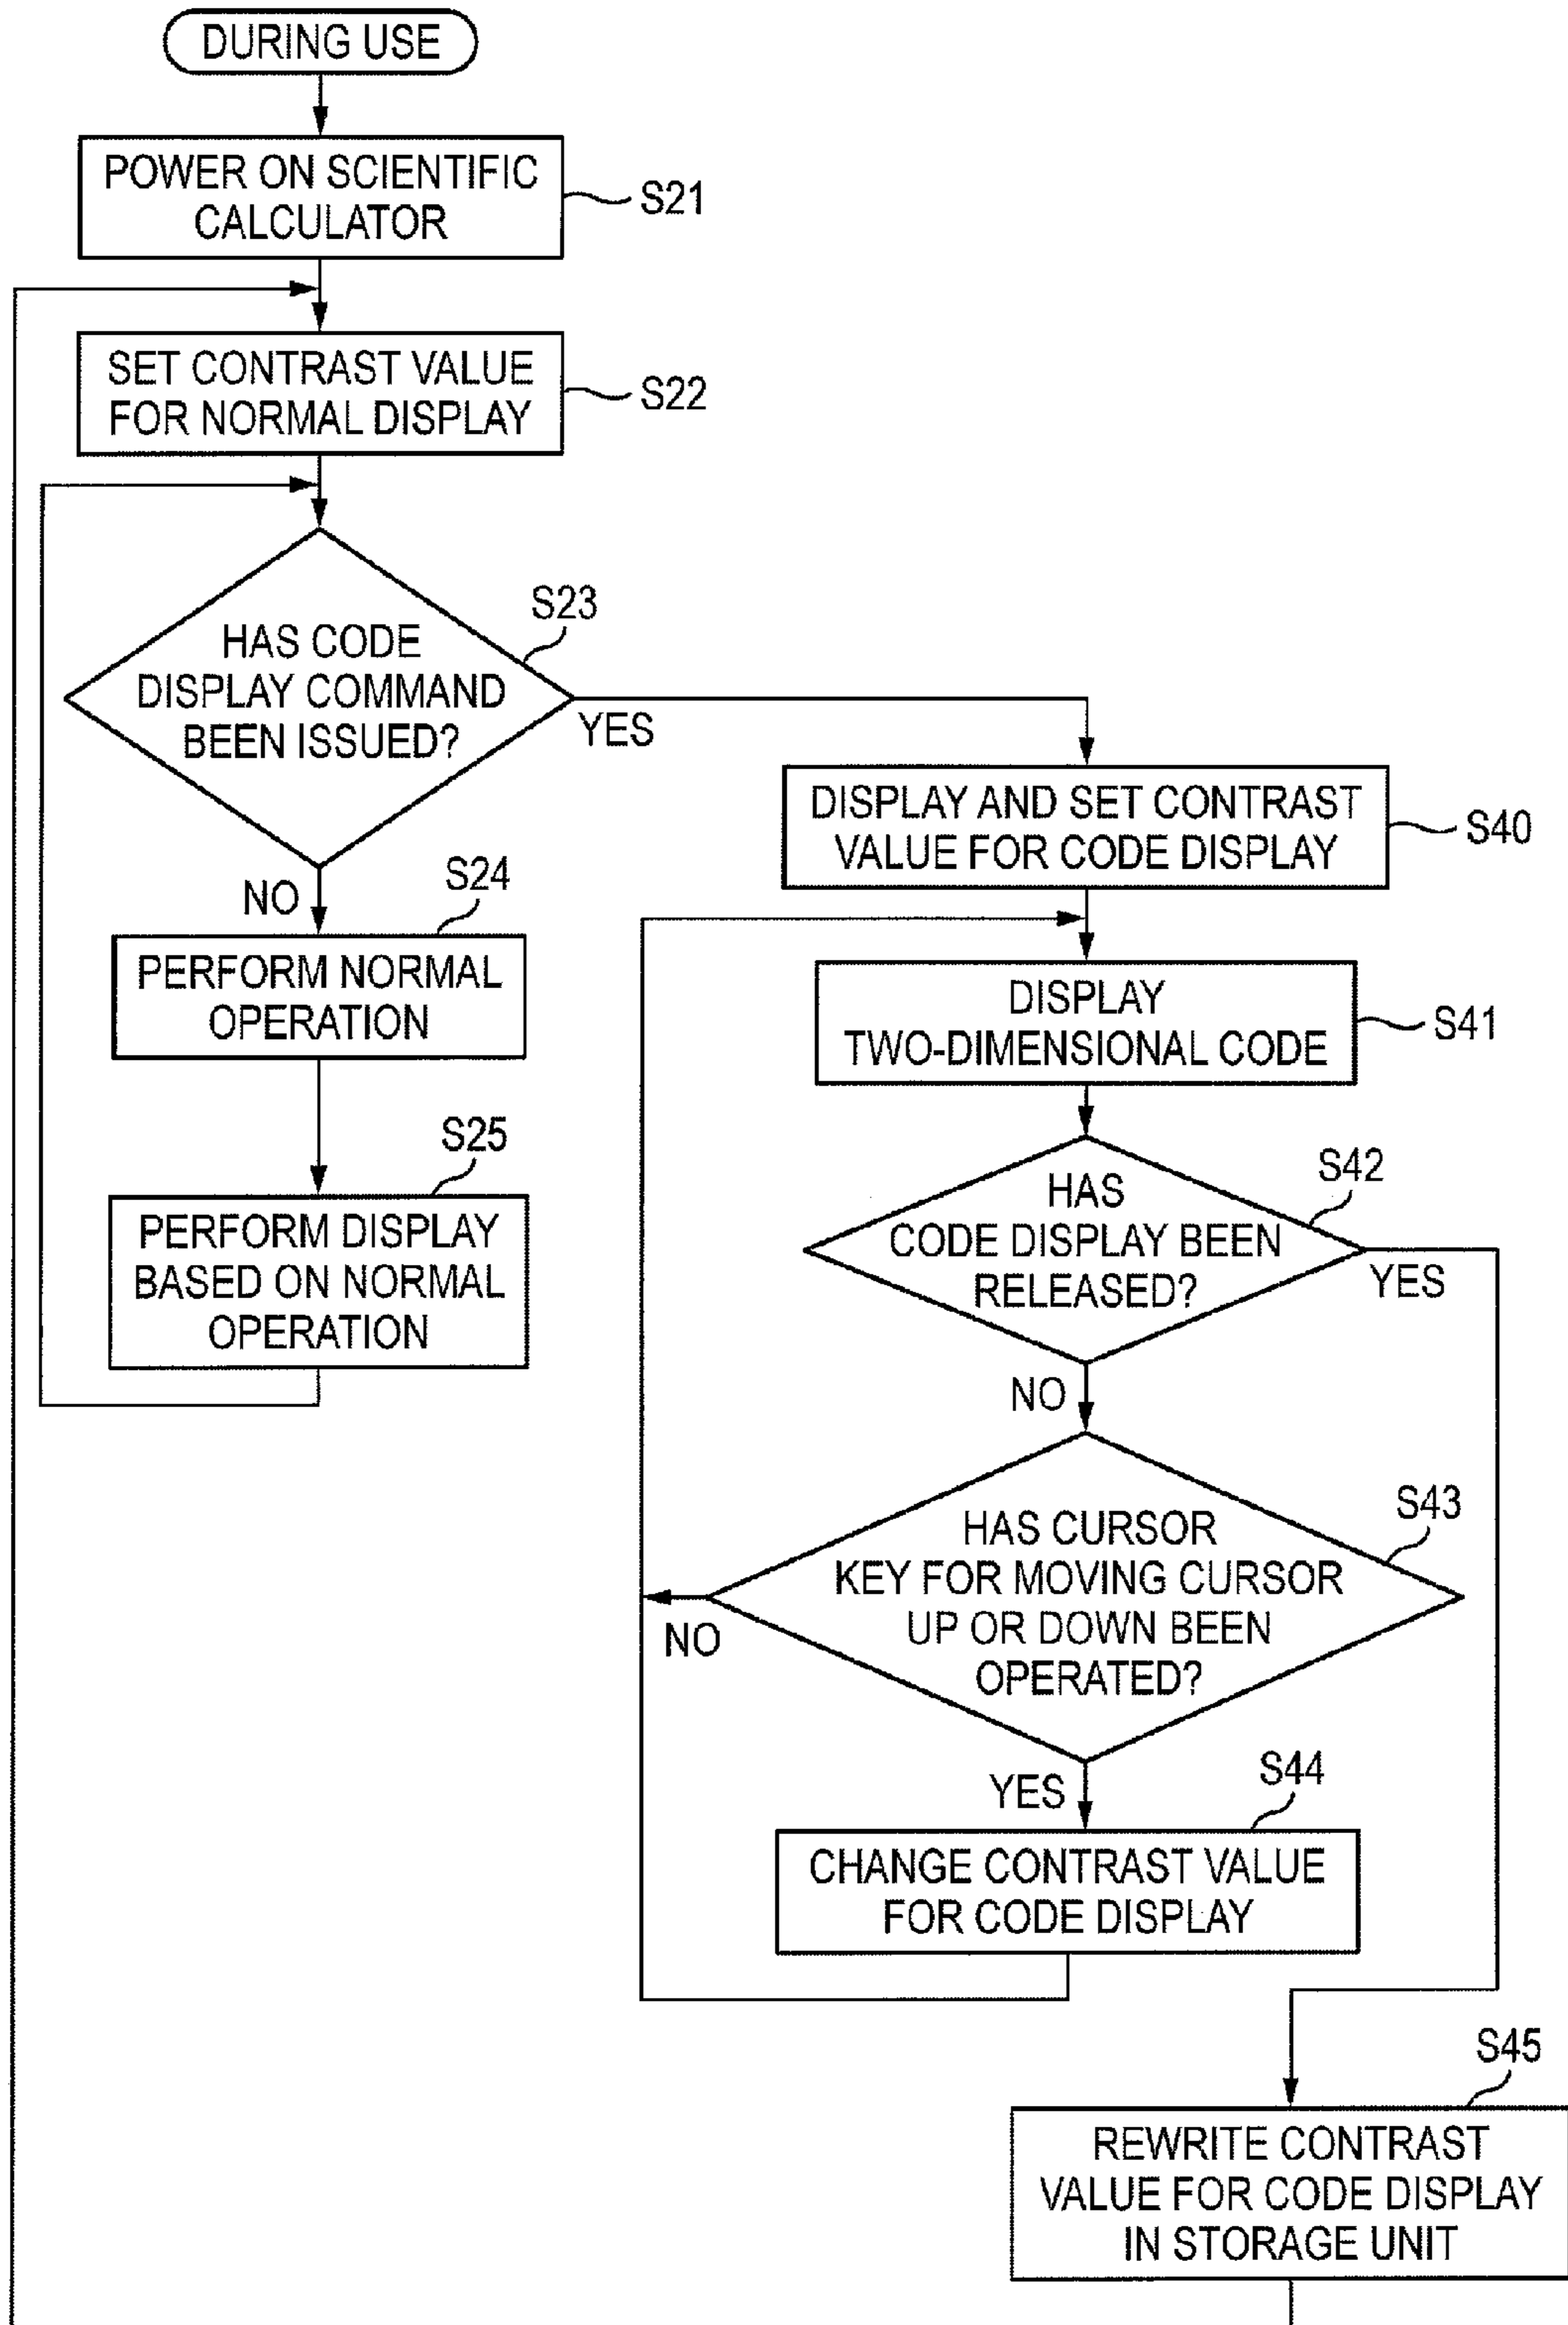 DURING USE
POWER ON SCIENTIFIC
CALCULATOR
S21
SET CONTRAST VALUE
FOR NORMAL DISPLAY
S22
S23
HAS CODE
DISPLAY COMMAND
BEEN ISSUED?
YES
NO
S24
PERFORM NORMAL
OPERATION
S25
PERFORM DISPLAY
BASED ON NORMAL
OPERATION
DISPLAY AND SET CONTRAST
VALUE FOR CODE DISPLAY
S40
DISPLAY
TWO-DIMENSIONAL CODE
S41
S42
HAS
CODE DISPLAY BEEN
RELEASED?
YES
NO
S43
HAS CURSOR
KEY FOR MOVING CURSOR
UP OR DOWN BEEN
OPERATED?
NO
YES
S44
CHANGE CONTRAST VALUE
FOR CODE DISPLAY
S45
REWRITE CONTRAST
VALUE FOR CODE DISPLAY
IN STORAGE UNIT